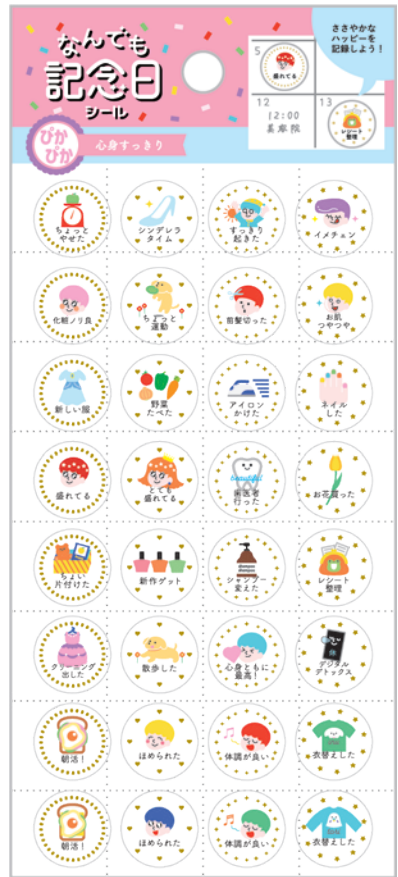 なんでも
記念日
シール
ささやかな
ハッピーを
記録しよう！
5
盛れてる
12
12:00
美容院
13
レシート
整理
ぴか
ぴか
心身すっきり
ちょっと
やせた
シンデレラ
タイム
すっきり
起きた
イメチェン
化粧ノリ良
ちょっと
運動
前髪切った
お肌
つやつや
新しい服
野菜
たべた
アイロン
かけた
ネイル
した
盛れてる
とても
盛れてる
beautiful!
歯医者
行った
お花買った
ちょい
片付けた
新作ゲット
シャンプー
変えた
レシート
整理
クリーニング
出した
散歩した
心身ともに
最高！
デジタル
デトックス
朝活！
ほめられた
体調が良い
衣替えした
朝活！
ほめられた
体調が良い
衣替えした